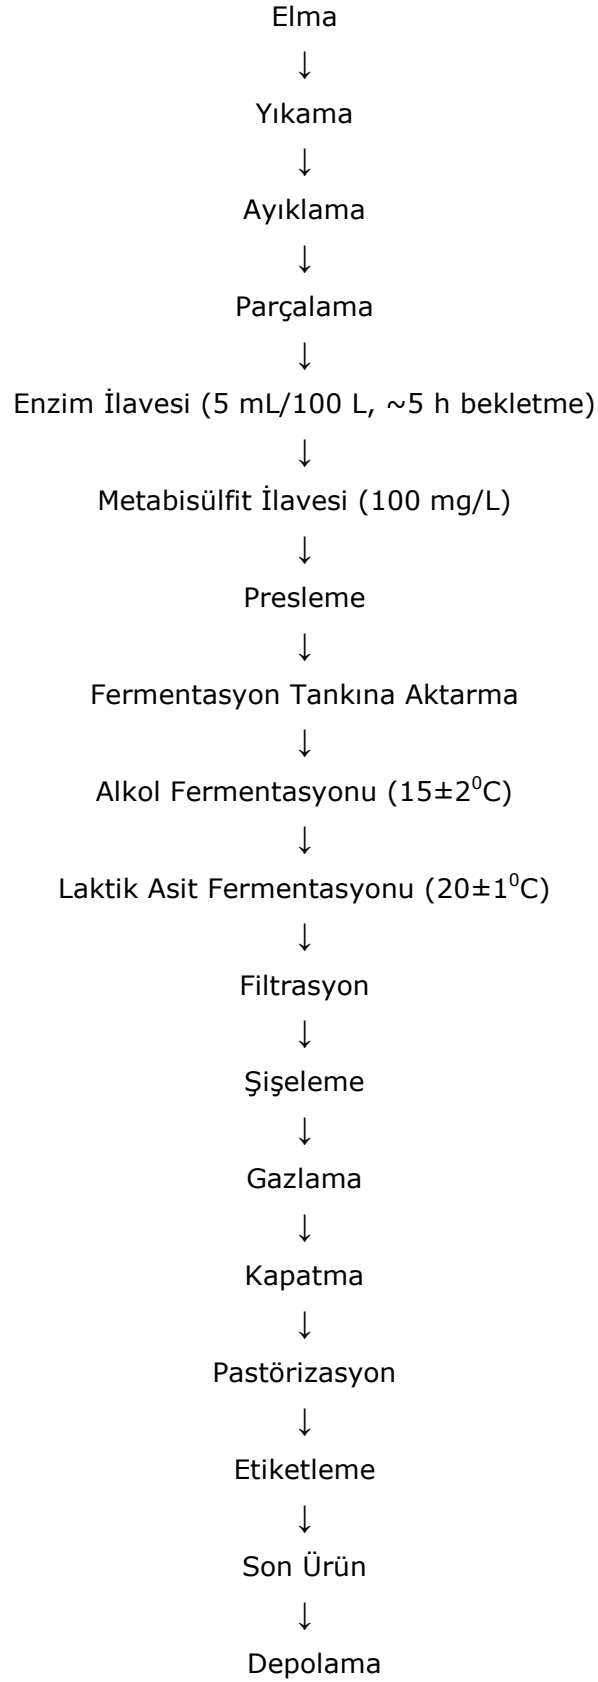 Elma
↓
Yıkama
↓
Ayıklama
↓
Parçalama
↓
Enzim İlavesi (5 mL/100 L, ~5 h bekletme)
↓
Metabisülfit İlavesi (100 mg/L)
↓
Presleme
↓
Fermentasyon Tankına Aktarma
↓
Alkol Fermentasyonu (15±2⁰C)
↓
Laktik Asit Fermentasyonu (20±1⁰C)
↓
Filtrasyon
↓
Şişeleme
↓
Gazlama
↓
Kapatma
↓
Pastörizasyon
↓
Etiketleme
↓
Son Ürün
↓
Depolama